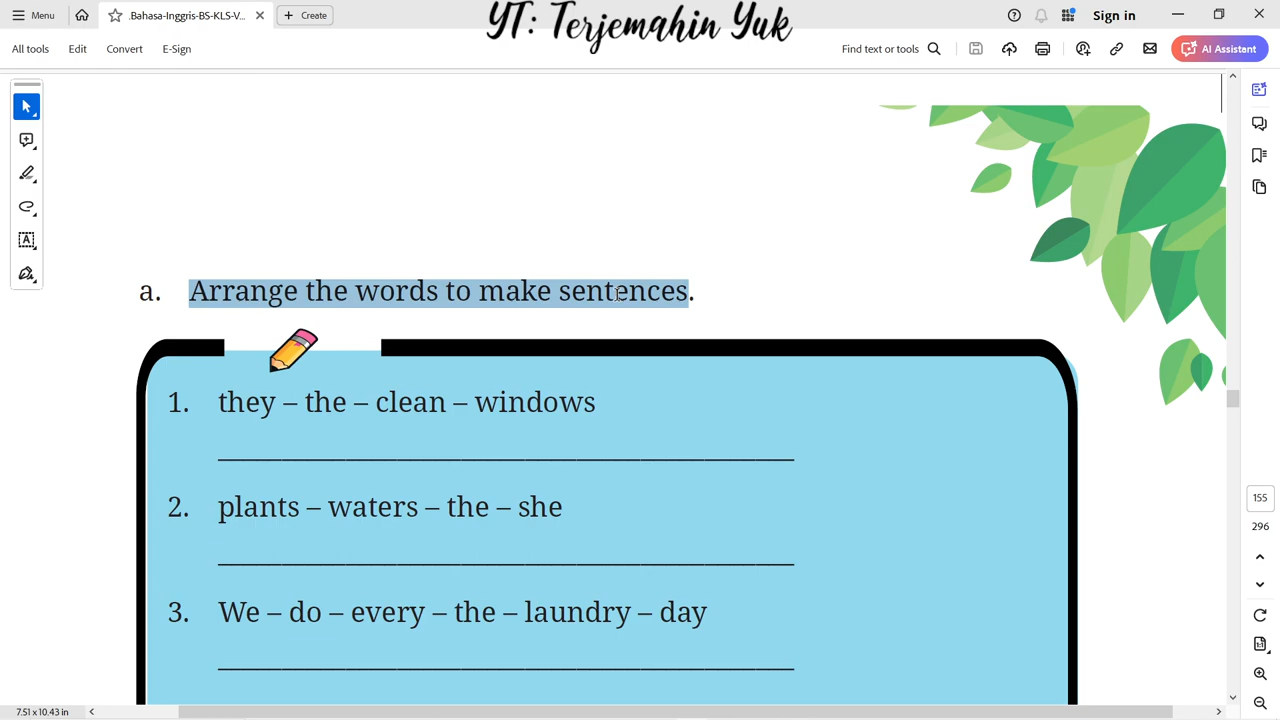 Menu
.Bahasa-Inggris-BS-KLS-V...
Create
YT: Terjemahin Yuk
Sign in
All tools
Edit
Convert
E-Sign
Find text or tools
AI Assistant
a. Arrange the words to make sentences.
1. they – the – clean – windows
2. plants – waters – the – she
3. We – do – every – the – laundry – day
155
296
7.51 x 10.43 in